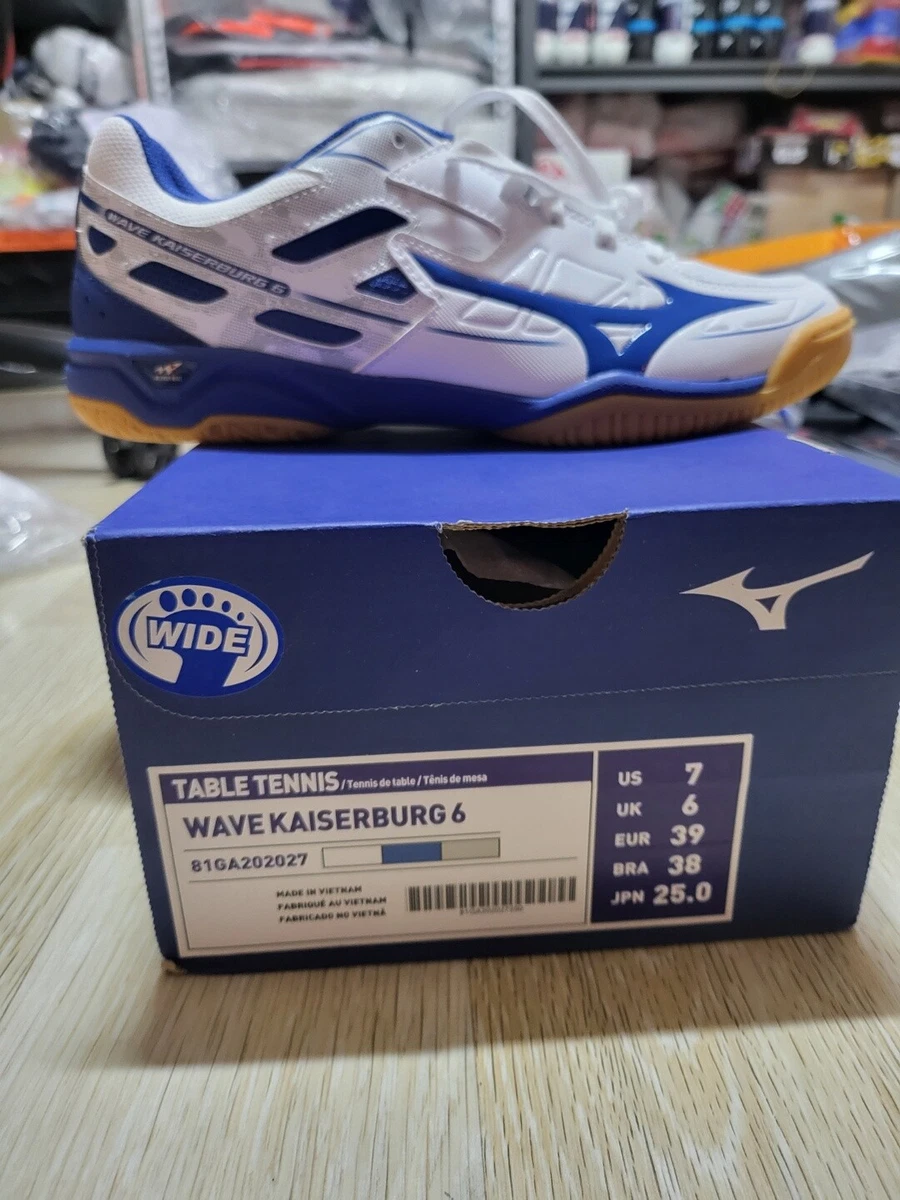 WAVE KAISERBURG 6
WIDE
TABLE TENNIS / Tennis de table / Tênis de mesa
WAVE KAISERBURG 6
81GA202027
MADE IN VIETNAM
FABRIQUÉ AU VIETNAM
FABRICADO NO VIETNÃ
US 7
UK 6
EUR 39
BRA 38
JPN 25.0